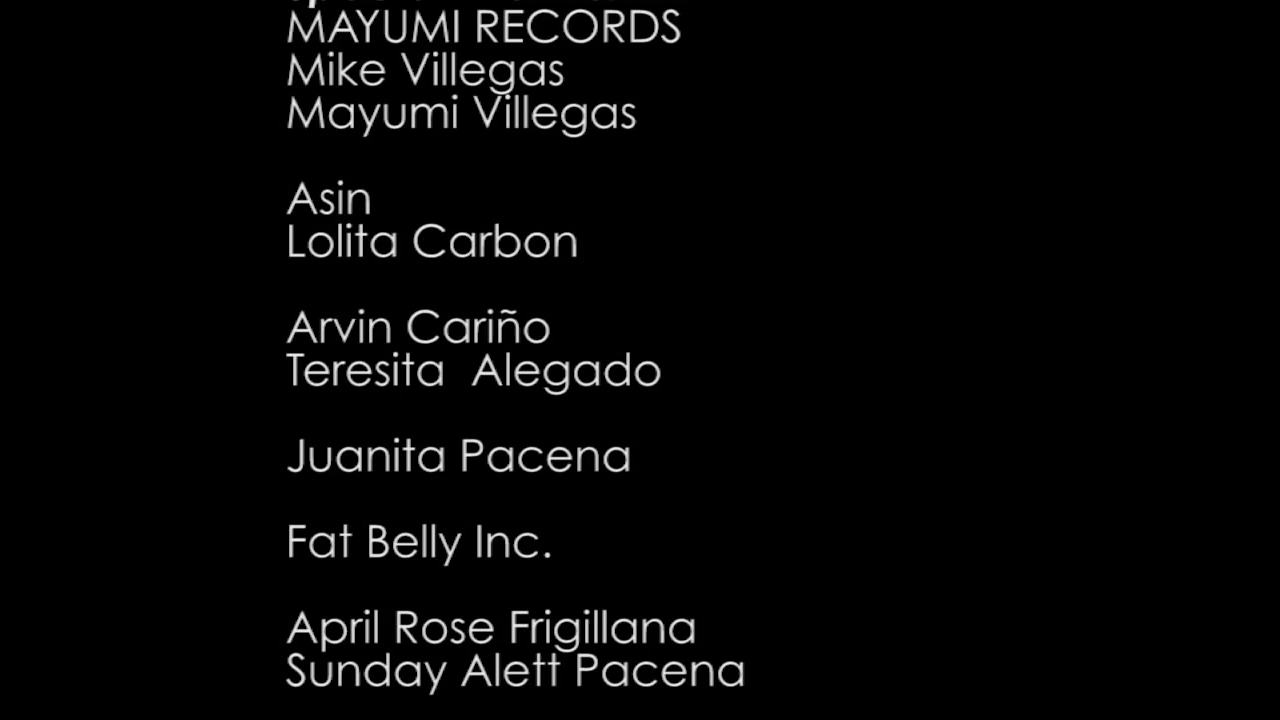 MAYUMI RECORDS
Mike Villegas
Mayumi Villegas
Asin
Lolita Carbon
Arvin Cariño
Teresita Alegado
Juanita Pacena
Fat Belly Inc.
April Rose Frigillana
Sunday Alett Pacena